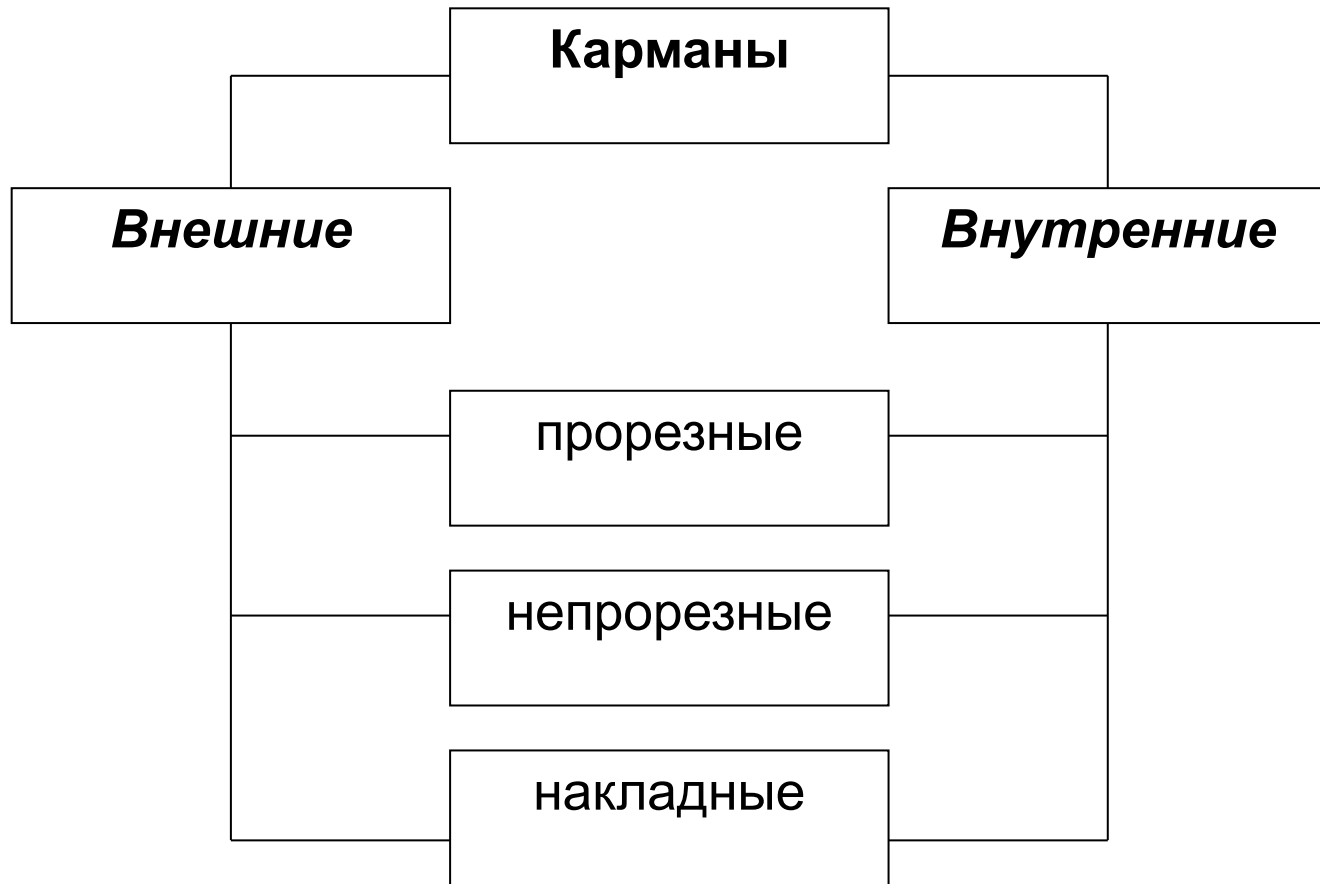 Карманы
Внешние
Внутренние
прорезные
непрорезные
накладные